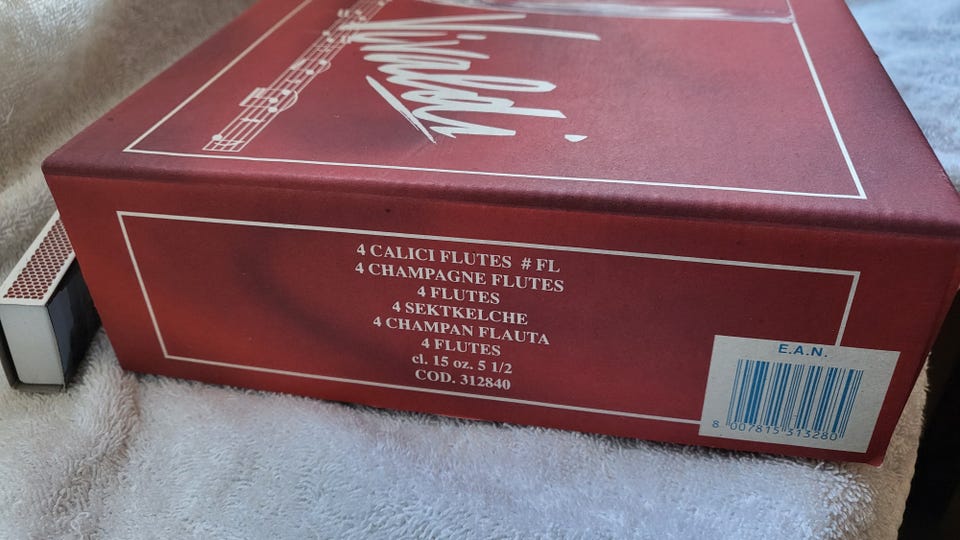 Vivaldi
4 CALICI FLUTES # FL
4 CHAMPAGNE FLUTES
4 FLUTES
4 SEKTKELCHE
4 CHAMPAN FLAUTA
4 FLUTES
cl. 15 oz. 5 1/2
COD. 312840
E.A.N.
8 007815 313280